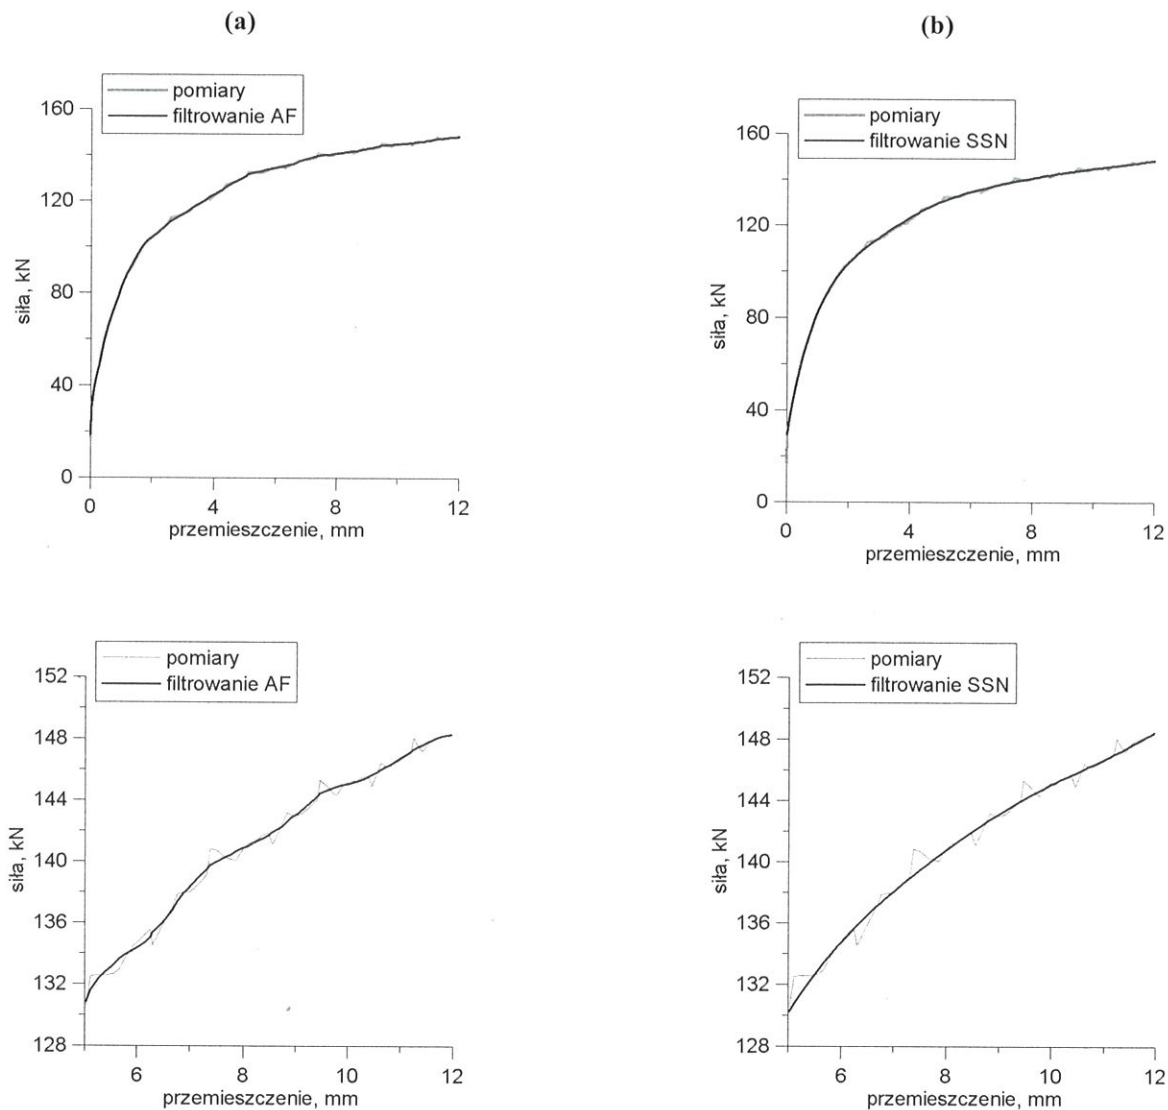 (a)
(b)
pomiary
filtrowanie AF
160
120
80
40
0
siła, kN
0
4
8
12
przemieszczenie, mm
pomiary
filtrowanie SSN
160
120
80
40
0
siła, kN
0
4
8
12
przemieszczenie, mm
pomiary
filtrowanie AF
152
148
144
140
136
132
128
siła, kN
6
8
10
12
przemieszczenie, mm
pomiary
filtrowanie SSN
152
148
144
140
136
132
128
siła, kN
6
8
10
12
przemieszczenie, mm